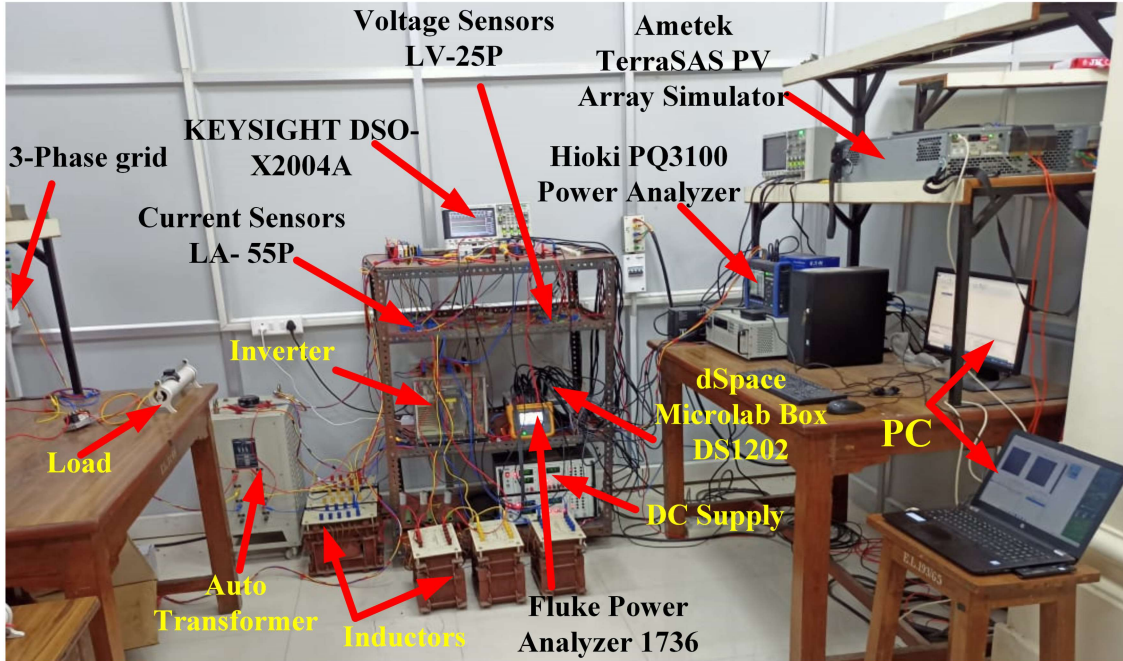 Voltage Sensors
LV-25P
Ametek
TerraSAS PV
Array Simulator
KEYSIGHT DSO-
X2004A
3-Phase grid
Hioki PQ3100
Power Analyzer
Current Sensors
LA- 55P
Inverter
dSpace
Microlab Box
DS1202
PC
Load
DC Supply
Auto
Transformer
Inductors
Fluke Power
Analyzer 1736
EL19365